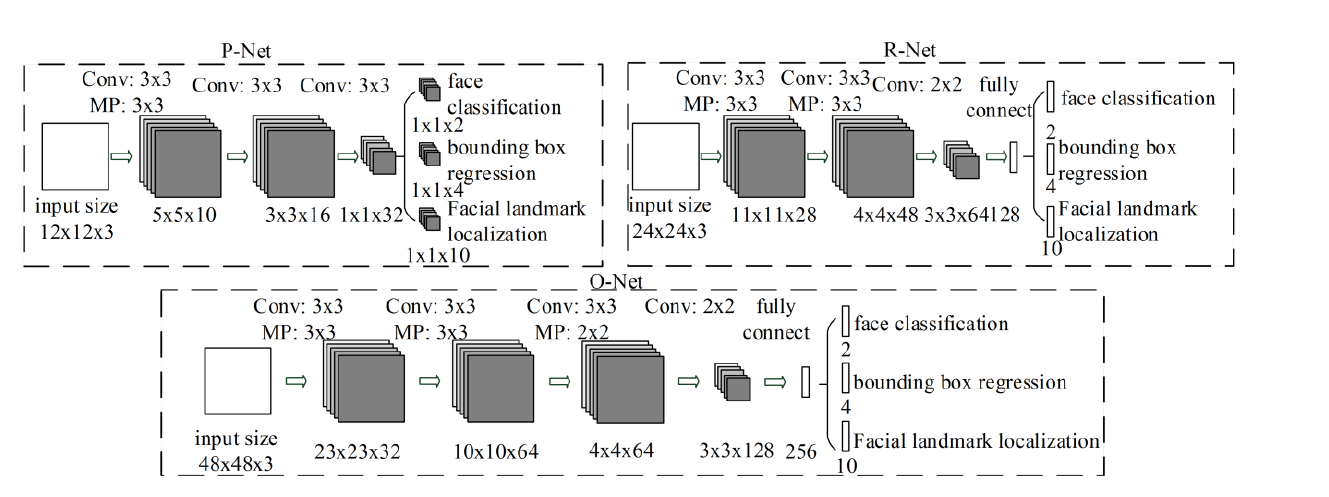 P-Net
Conv: 3x3
MP: 3x3
Conv: 3x3
Conv: 3x3
input size
12x12x3
5x5x10
3x3x16
1x1x32
face
classification
1x1x2
bounding box
regression
1x1x4
Facial landmark
localization
1x1x10
R-Net
Conv: 3x3
MP: 3x3
Conv: 3x3
MP: 3x3
Conv: 2x2
fully
connect
input size
24x24x3
11x11x28
4x4x48
3x3x64
128
face classification
2
bounding box
regression
4
Facial landmark
localization
10
O-Net
Conv: 3x3
MP: 3x3
Conv: 3x3
MP: 3x3
Conv: 3x3
MP: 2x2
Conv: 2x2
fully
connect
input size
48x48x3
23x23x32
10x10x64
4x4x64
3x3x128
256
face classification
2
bounding box regression
4
Facial landmark localization
10